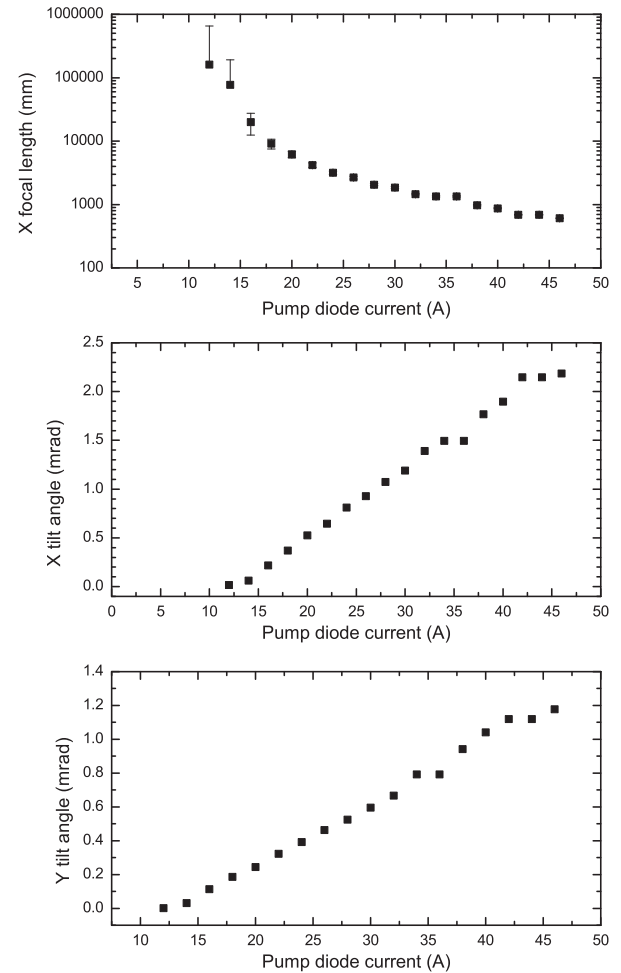 1000000
100000
10000
1000
100
X focal length (mm)
5 10 15 20 25 30 35 40 45 50
Pump diode current (A)
2.5
2.0
1.5
1.0
0.5
0.0
X tilt angle (mrad)
0 5 10 15 20 25 30 35 40 45 50
Pump diode current (A)
1.4
1.2
1.0
0.8
0.6
0.4
0.2
0.0
Y tilt angle (mrad)
10 15 20 25 30 35 40 45 50
Pump diode current (A)